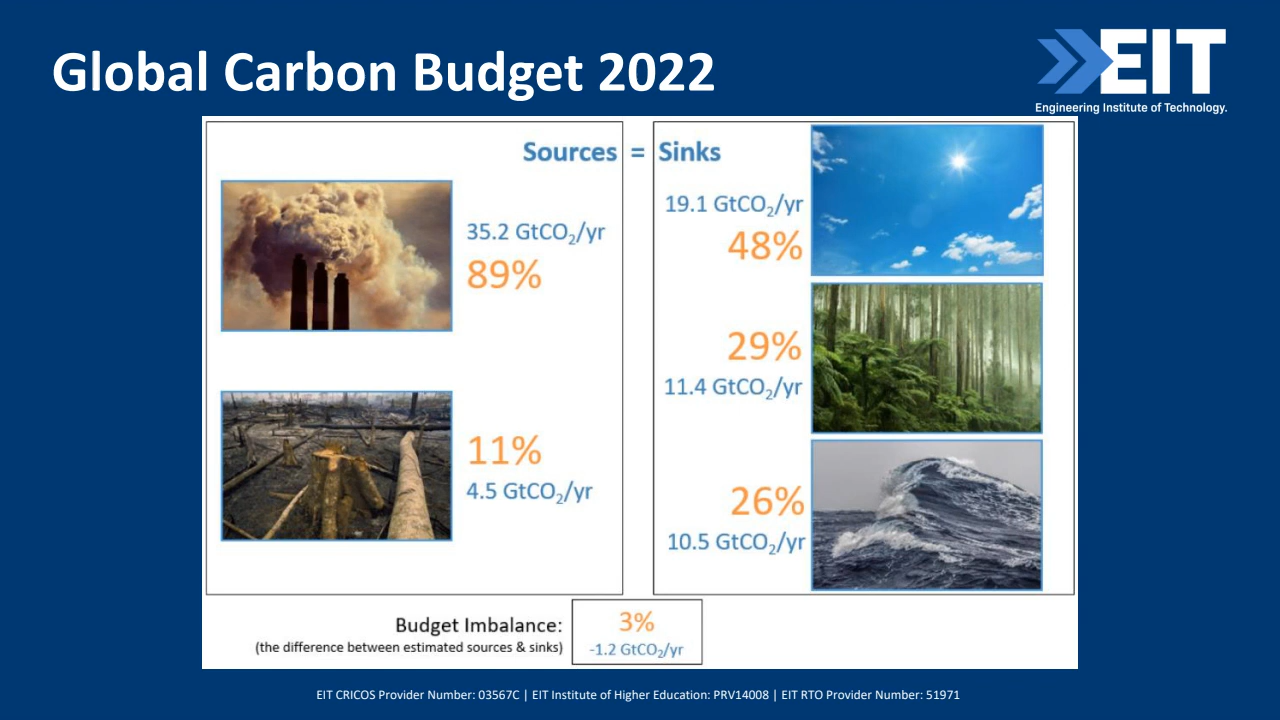 Global Carbon Budget 2022
EIT
Engineering Institute of Technology.
Sources = Sinks
35.2 GtCO₂/yr
89%
11%
4.5 GtCO₂/yr
19.1 GtCO₂/yr
48%
29%
11.4 GtCO₂/yr
26%
10.5 GtCO₂/yr
Budget Imbalance:
(the difference between estimated sources & sinks)
3%
-1.2 GtCO₂/yr
EIT CRICOS Provider Number: 03567C | EIT Institute of Higher Education: PRV14008 | EIT RTO Provider Number: 51971